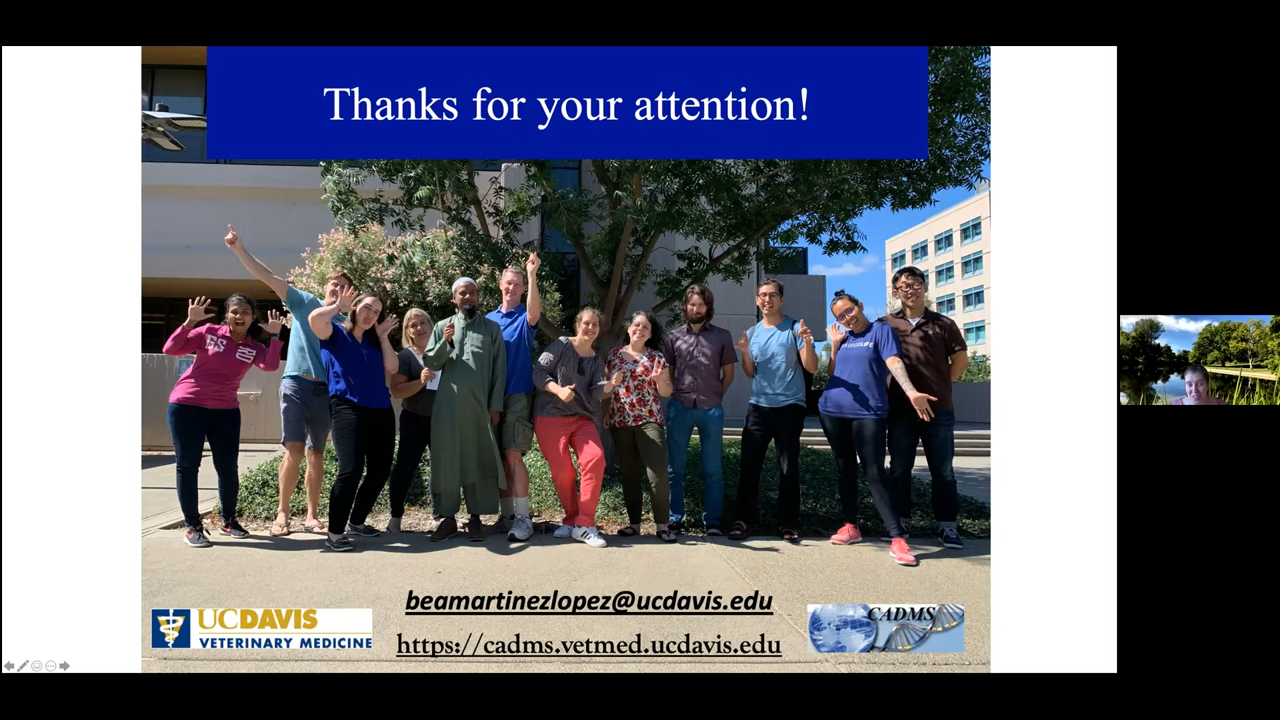 Thanks for your attention!
beamartinezlopez@ucdavis.edu
UCDAVIS
VETERINARY MEDICINE
https://cadms.vetmed.ucdavis.edu
CADMS